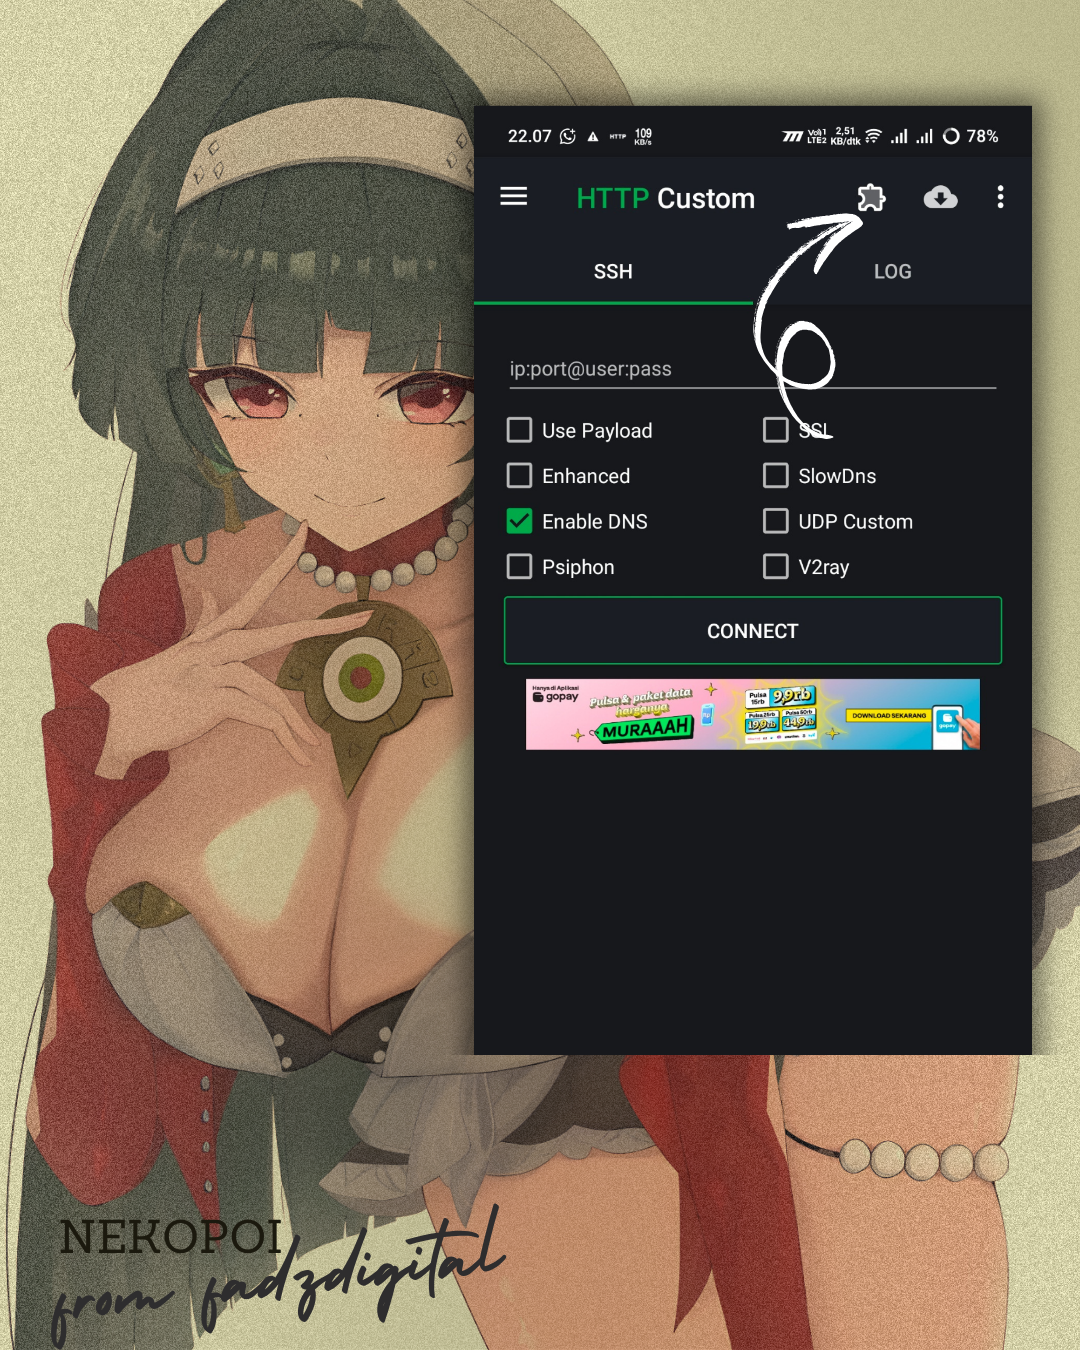 22.07 HTTP 109 KB/s Vo)) 1 LTE2 2,51 KB/dtk 78%
HTTP Custom
SSH LOG
ip:port@user:pass
Use Payload SSL
Enhanced SlowDns
Enable DNS UDP Custom
Psiphon V2ray
CONNECT
Hanya di Aplikasi
gopay
Pulsa & paket data
harganya
MURAAAH
Pulsa 15rb 9,9rb
Pulsa 25rb Pulsa 50rb
19,9rb 44,9rb
DOWNLOAD SEKARANG
gopay
NEKOPOI
from fadzdigital